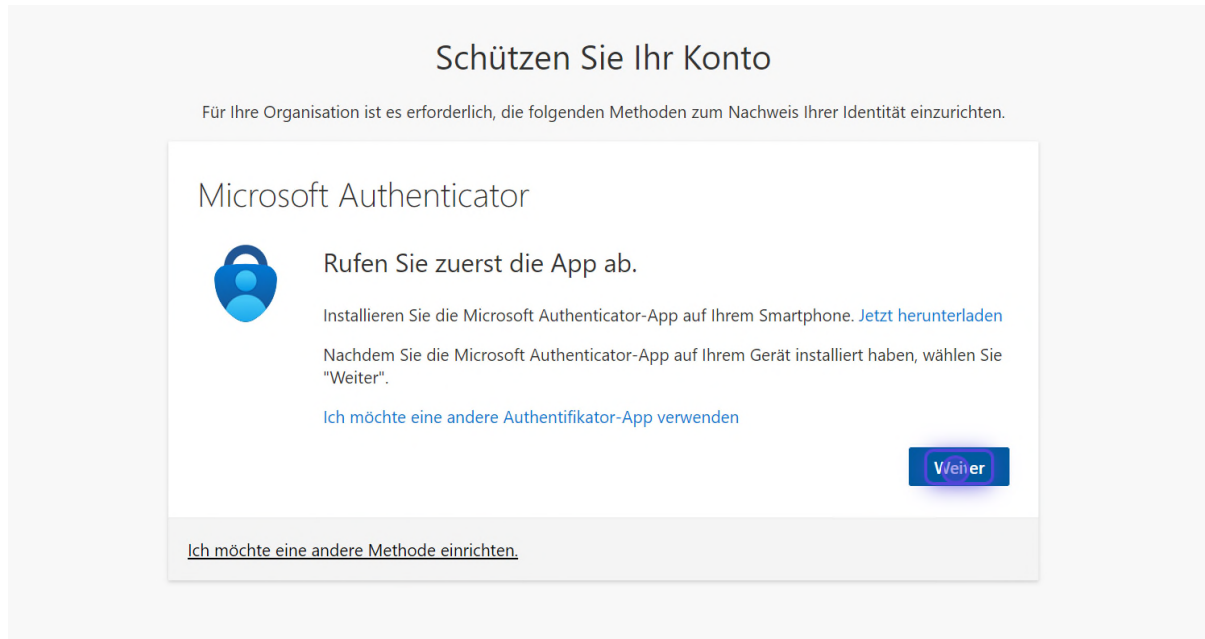 Schützen Sie Ihr Konto
Für Ihre Organisation ist es erforderlich, die folgenden Methoden zum Nachweis Ihrer Identität einzurichten.
Microsoft Authenticator
Rufen Sie zuerst die App ab.
Installieren Sie die Microsoft Authenticator-App auf Ihrem Smartphone. Jetzt herunterladen
Nachdem Sie die Microsoft Authenticator-App auf Ihrem Gerät installiert haben, wählen Sie
"Weiter".
Ich möchte eine andere Authentifikator-App verwenden
Weiter
Ich möchte eine andere Methode einrichten.